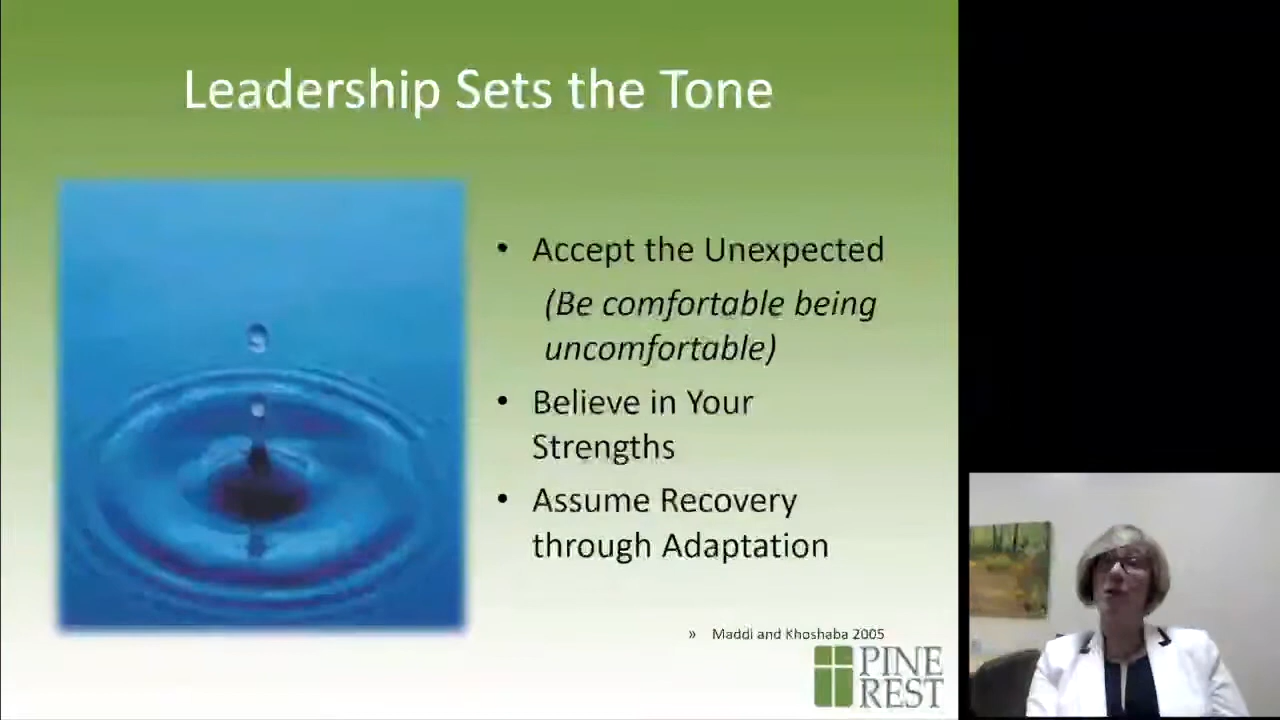 Leadership Sets the Tone
• Accept the Unexpected
(Be comfortable being
uncomfortable)
• Believe in Your
Strengths
• Assume Recovery
through Adaptation
» Maddi and Khoshaba 2005
PINE
REST